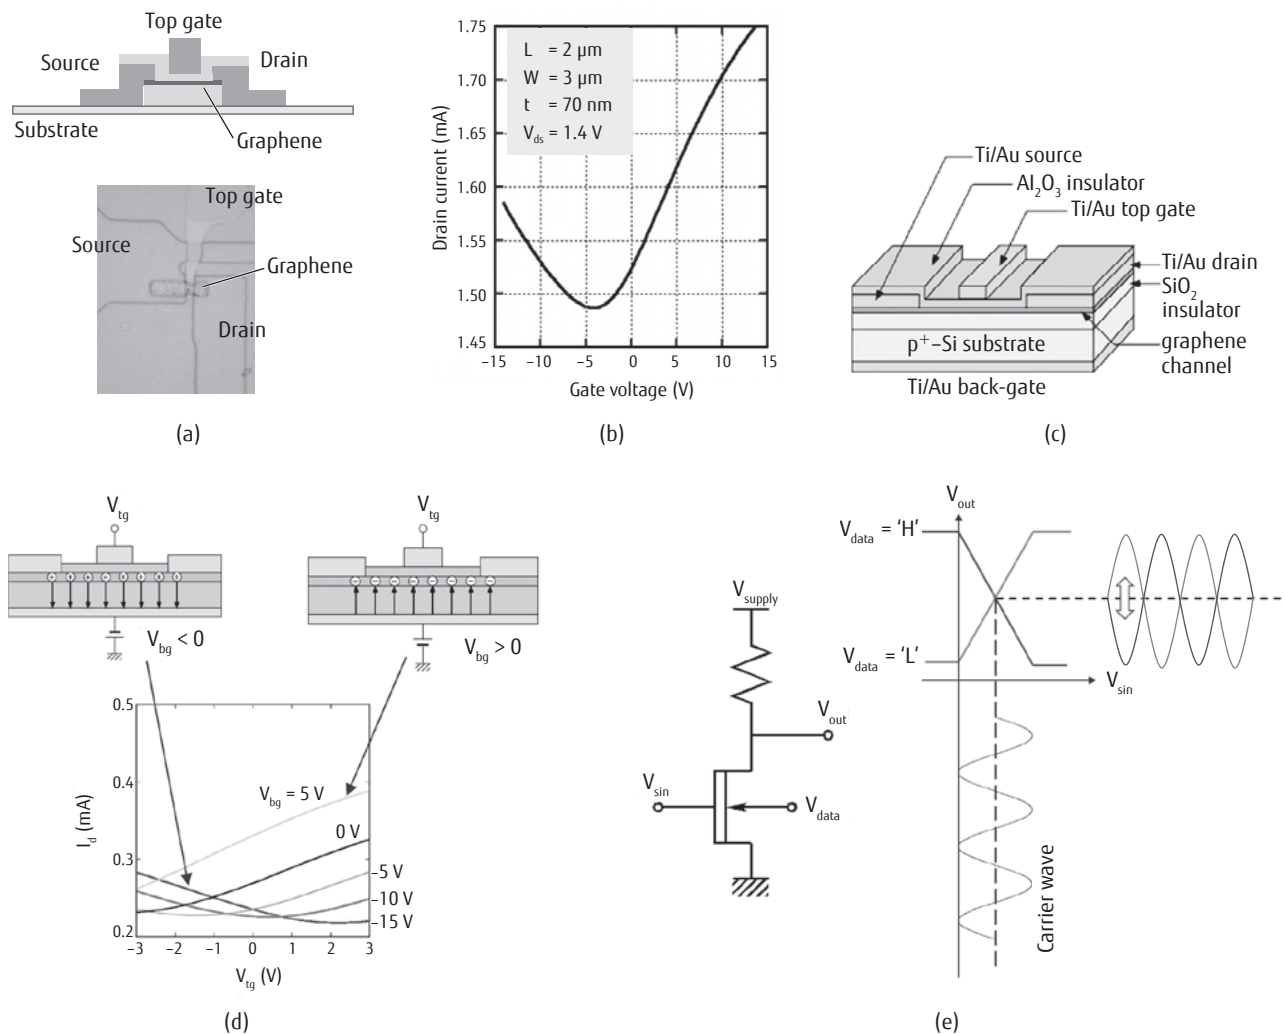 Top gate
Source
Drain
Substrate
Graphene
Top gate
Source
Graphene
Drain
(a)
1.75
1.70
1.65
1.60
1.55
1.50
1.45
Drain current (mA)
L = 2 µm
W = 3 µm
t = 70 nm
V_ds = 1.4 V
−15 −10 −5 0 5 10 15
Gate voltage (V)
(b)
Ti/Au source
Al₂O₃ insulator
Ti/Au top gate
Ti/Au drain
SiO₂
insulator
graphene
channel
p⁺–Si substrate
Ti/Au back-gate
(c)
V_tg
V_tg
V_bg < 0
V_bg > 0
0.5
0.4
0.3
0.2
I_d (mA)
V_bg = 5 V
0 V
–5 V
–10 V
–15 V
−3 −2 −1 0 1 2 3
V_tg (V)
(d)
V_supply
V_out
V_sin
V_data
V_out
V_data = ‘H’
V_data = ‘L’
V_sin
Carrier wave
(e)